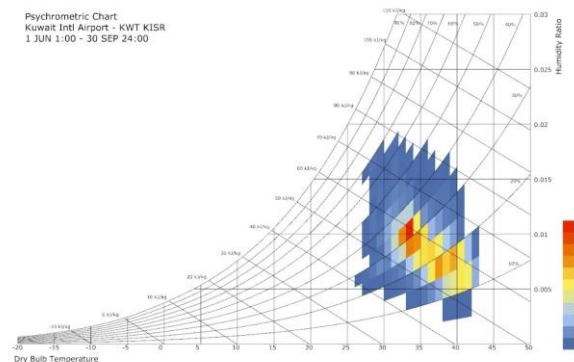 Psychrometric Chart
Kuwait Intl Airport - KWT KISR
1 JUN 1:00 - 30 SEP 24:00
110 kJ/kg
100 kJ/kg
90 kJ/kg
80 kJ/kg
70 kJ/kg
60 kJ/kg
50 kJ/kg
40 kJ/kg
30 kJ/kg
20 kJ/kg
10 kJ/kg
0 kJ/kg
-10 kJ/kg
90% 80% 70% 60% 50% 40%
30%
20%
10%
0.03
0.025
0.02
0.015
0.01
0.005
Humidity Ratio
-20 -15 -10 -5 0 5 10 15 20 25 30 35 40 45 50
Dry Bulb Temperature